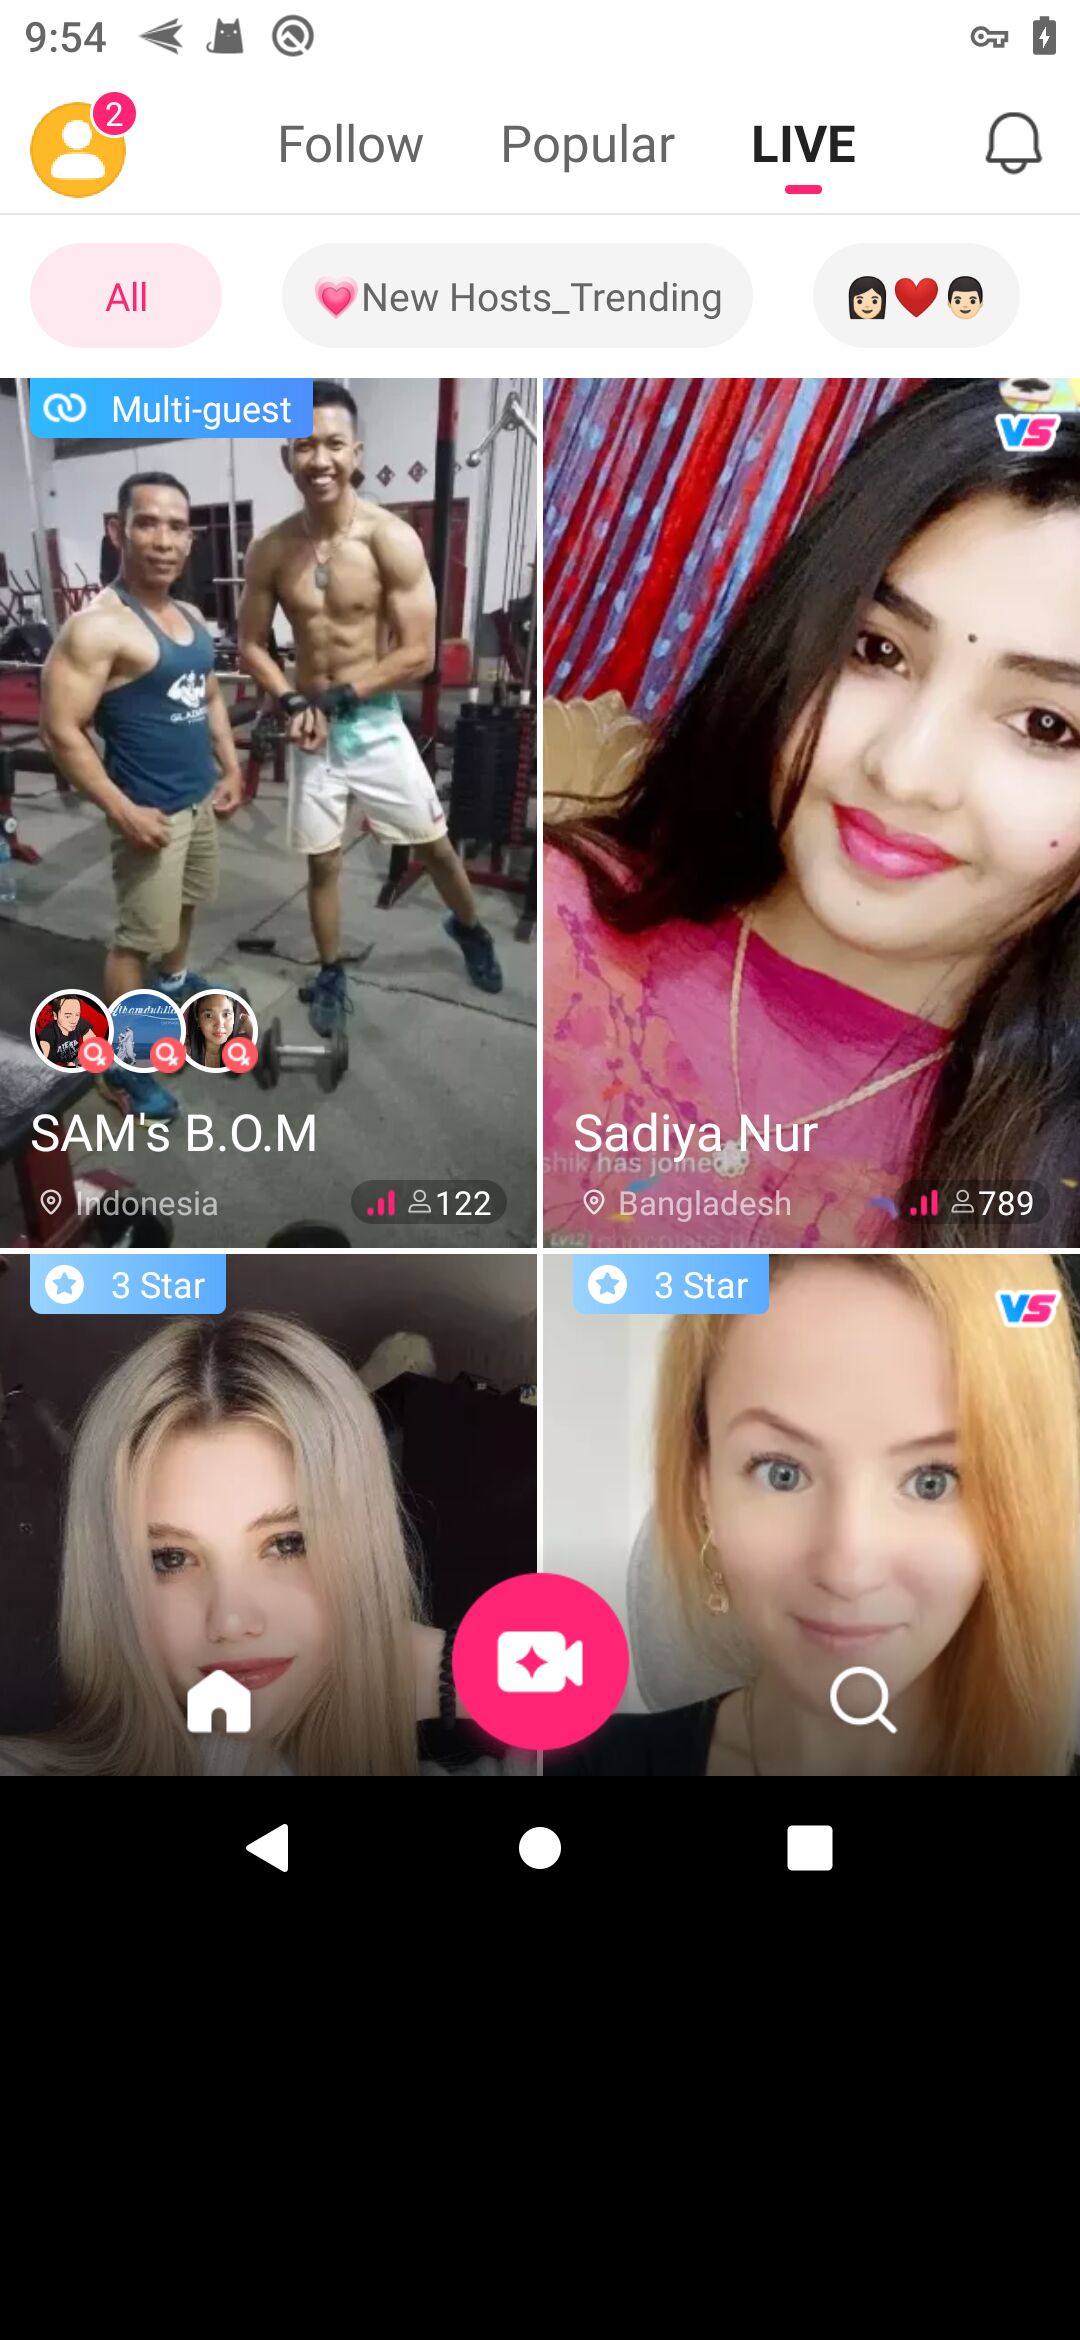 9:54
2
Follow Popular LIVE
All 💗New Hosts_Trending 👩🏻❤️👨🏻
Multi-guest
VS
SAM's B.O.M
Indonesia 122
has joined
Sadiya Nur
Bangladesh 789
3 Star
3 Star
VS